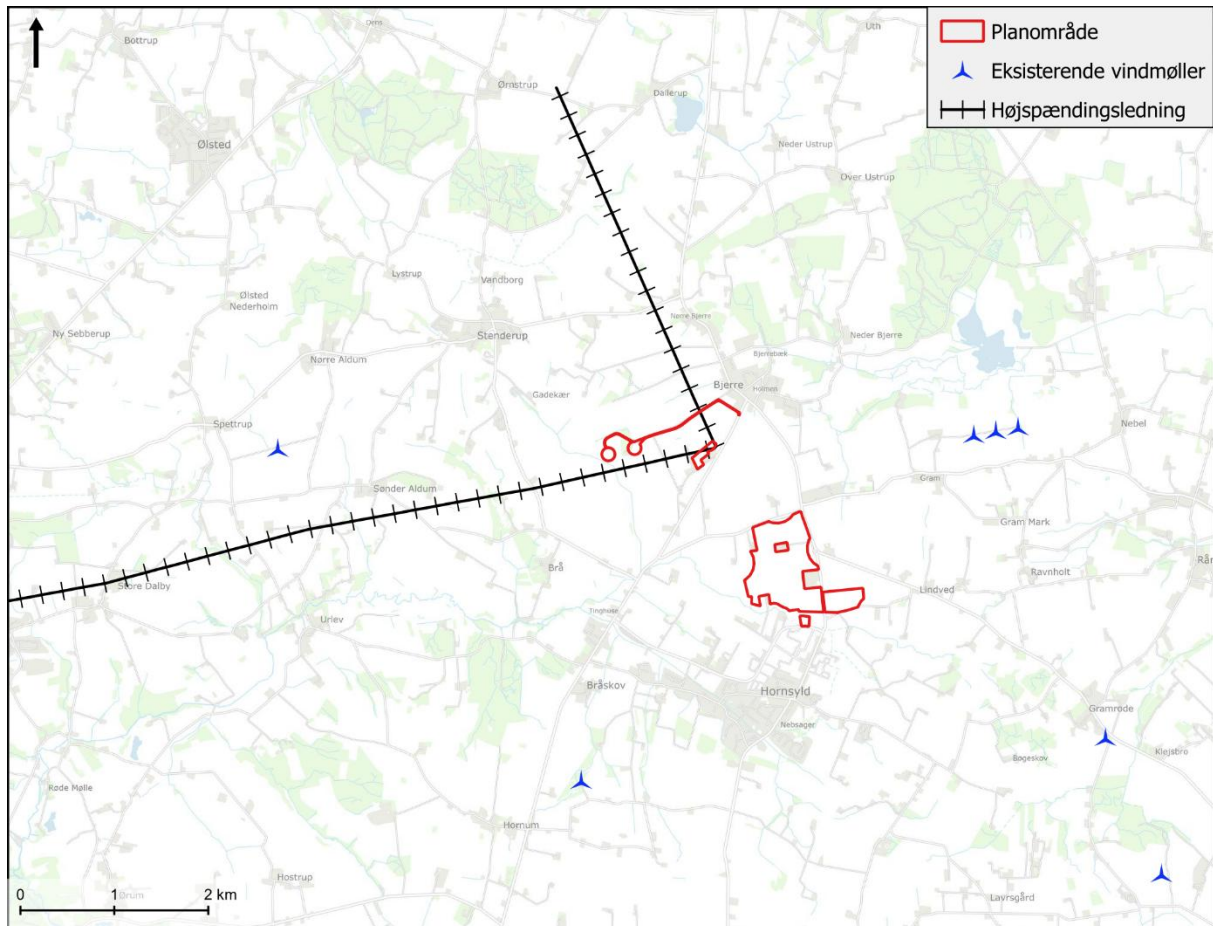 Bottrup
Dern
Uth
Planområde
Eksisterende vindmøller
Højspændingsledning
Ørnstrup
Dallerup
Ølsted
Neder Ustrup
Over Ustrup
Lystrup
Vandborg
Ølsted
Nederholm
Ny Sebberup
Nørre Bjerre
Stenderup
Neder Bjerre
Nørre Aldum
Bjerrebæk
Bjerre
Holmen
Gadekær
Spettrup
Nebel
Gram
Sønder Aldum
Gram Mark
Brå
Ravnholt
Store Dalby
Lindved
Tinghuse
Urlev
Bråskov
Hornsyld
Nebsager
Gramrode
Klejsbro
Bøgeskov
Røde Mølle
Hornum
Hostrup
Ørum
Lavrsgård
0 1 2 km